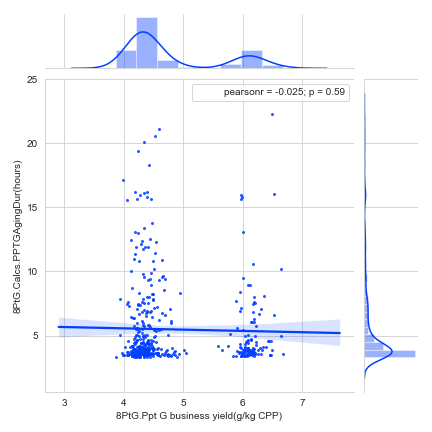 25
pearsonr = -0.025; p = 0.59
20
15
10
5
8PtG.Calcs.PPTGAgingDur(hours)
3 4 5 6 7
8PtG.Ppt G business yield(g/kg CPP)